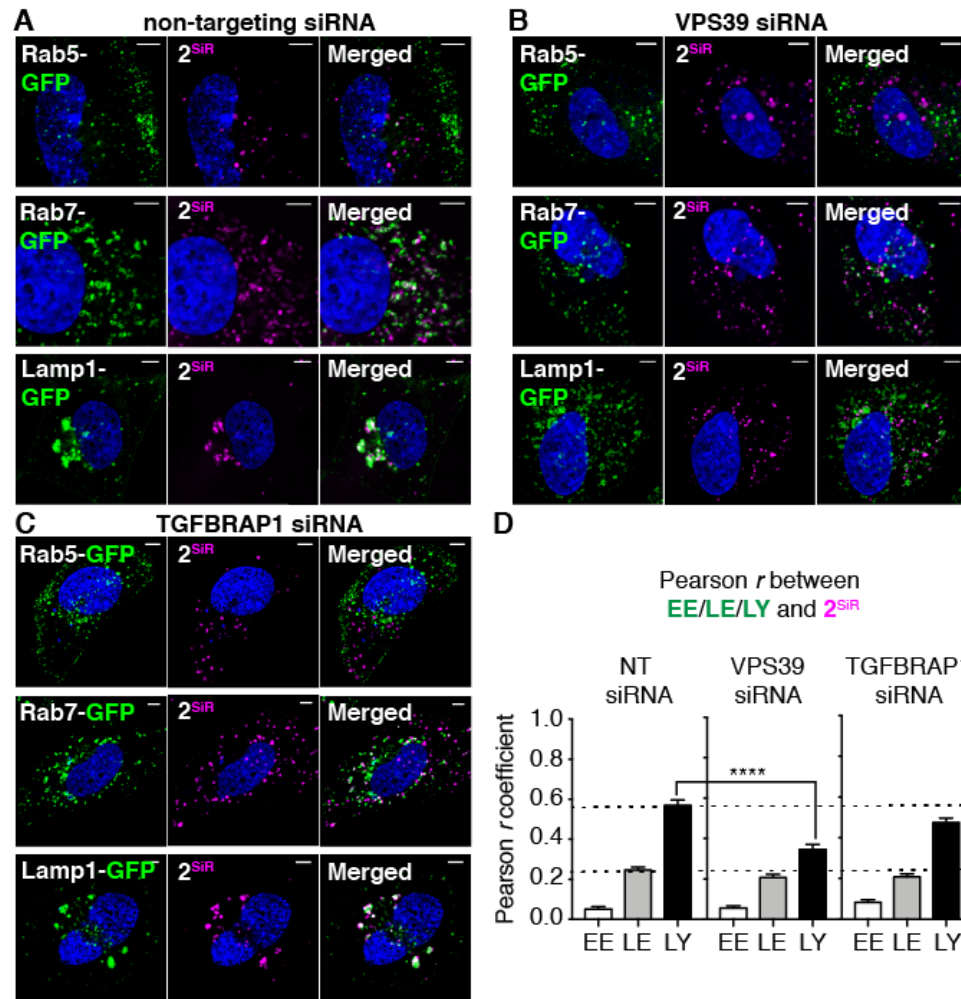 A
non-targeting siRNA
Rab5-
GFP
2SiR
Merged
Rab7-
GFP
2SiR
Merged
Lamp1-
GFP
2SiR
Merged
B
VPS39 siRNA
Rab5-
GFP
2SiR
Merged
Rab7-
GFP
2SiR
Merged
Lamp1-
GFP
2SiR
Merged
C
TGFBRAP1 siRNA
Rab5-GFP
2SiR
Merged
Rab7-GFP
2SiR
Merged
Lamp1-GFP
2SiR
Merged
D
Pearson r between
EE/LE/LY and 2SiR
NT
siRNA
VPS39
siRNA
TGFBRAP1
siRNA
Pearson r coefficient
1.0
0.8
0.6
0.4
0.2
0.0
****
EE LE LY
EE LE LY
EE LE LY